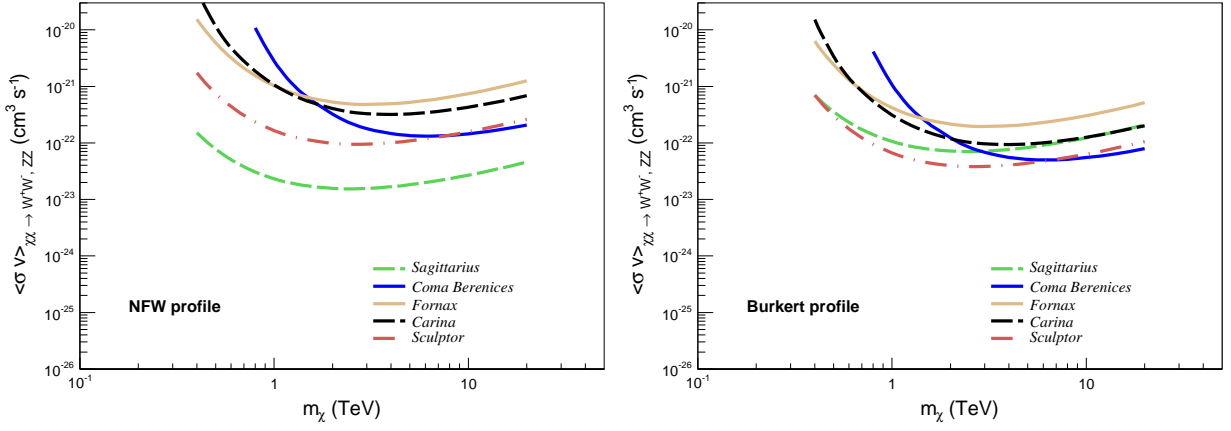 10⁻²⁰
10⁻²¹
10⁻²²
10⁻²³
10⁻²⁴
10⁻²⁵
10⁻²⁶
<σ v>χχ → W⁺W⁻, ZZ (cm³ s⁻¹)
Sagittarius
Coma Berenices
Fornax
Carina
Sculptor
NFW profile
10⁻¹ 1 10
mχ (TeV)
10⁻²⁰
10⁻²¹
10⁻²²
10⁻²³
10⁻²⁴
10⁻²⁵
10⁻²⁶
<σ v>χχ → W⁺W⁻, ZZ (cm³ s⁻¹)
Sagittarius
Coma Berenices
Fornax
Carina
Sculptor
Burkert profile
10⁻¹ 1 10
mχ (TeV)